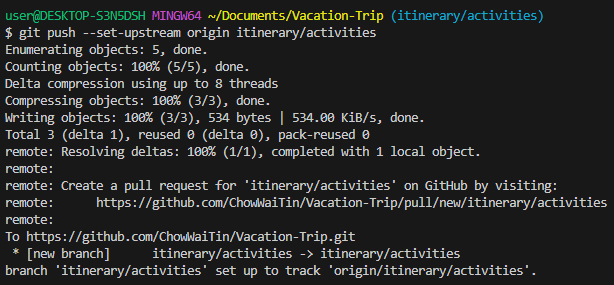 user@DESKTOP-S3N5DSH MINGW64 ~/Documents/Vacation-Trip (itinerary/activities)
$ git push --set-upstream origin itinerary/activities
Enumerating objects: 5, done.
Counting objects: 100% (5/5), done.
Delta compression using up to 8 threads
Compressing objects: 100% (3/3), done.
Writing objects: 100% (3/3), 534 bytes | 534.00 KiB/s, done.
Total 3 (delta 1), reused 0 (delta 0), pack-reused 0
remote: Resolving deltas: 100% (1/1), completed with 1 local object.
remote:
remote: Create a pull request for 'itinerary/activities' on GitHub by visiting:
remote:      https://github.com/ChowWaiTin/Vacation-Trip/pull/new/itinerary/activities
remote:
To https://github.com/ChowWaiTin/Vacation-Trip.git
 * [new branch]      itinerary/activities -> itinerary/activities
branch 'itinerary/activities' set up to track 'origin/itinerary/activities'.